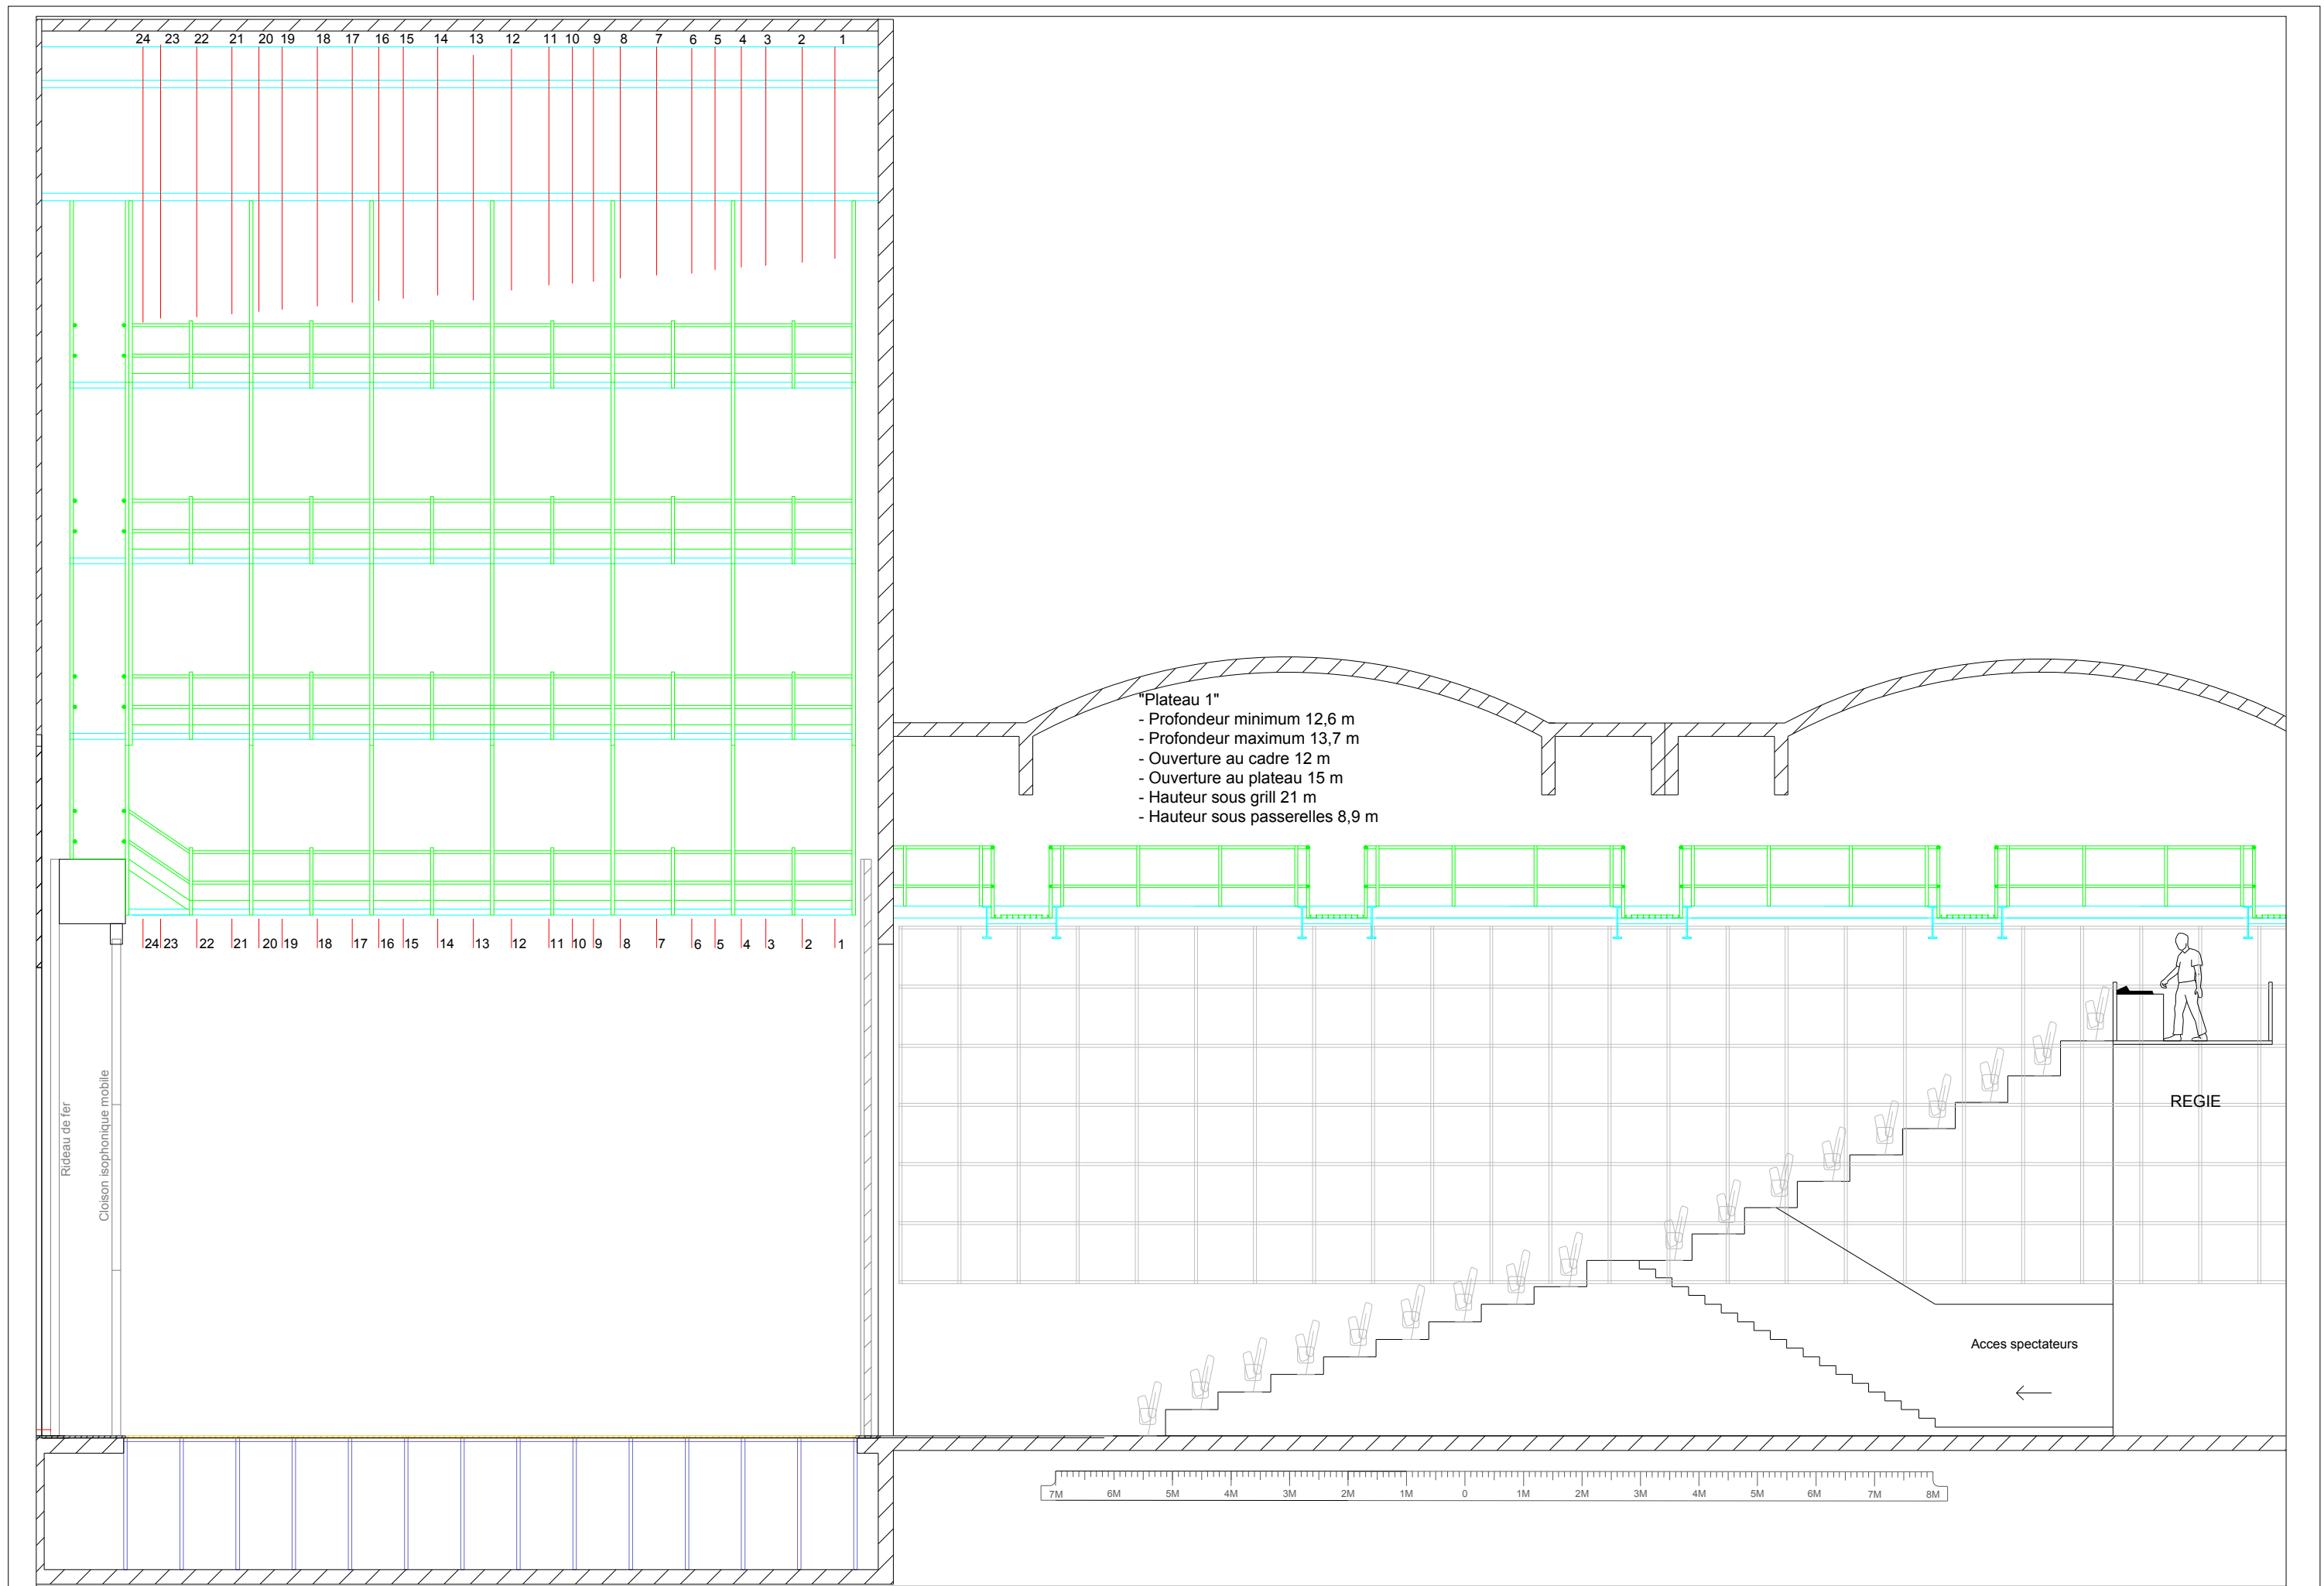 24 23 22 21 20 19 18 17 16 15 14 13 12 11 10 9 8 7 6 5 4 3 2 1
"Plateau 1"
- Profondeur minimum 12,6 m
- Profondeur maximum 13,7 m
- Ouverture au cadre 12 m
- Ouverture au plateau 15 m
- Hauteur sous grill 21 m
- Hauteur sous passerelles 8,9 m
24 23 22 21 20 19 18 17 16 15 14 13 12 11 10 9 8 7 6 5 4 3 2 1
Rideau de fer
Cloison isophonique mobile
REGIE
Acces spectateurs
7M 6M 5M 4M 3M 2M 1M 0 1M 2M 3M 4M 5M 6M 7M 8M